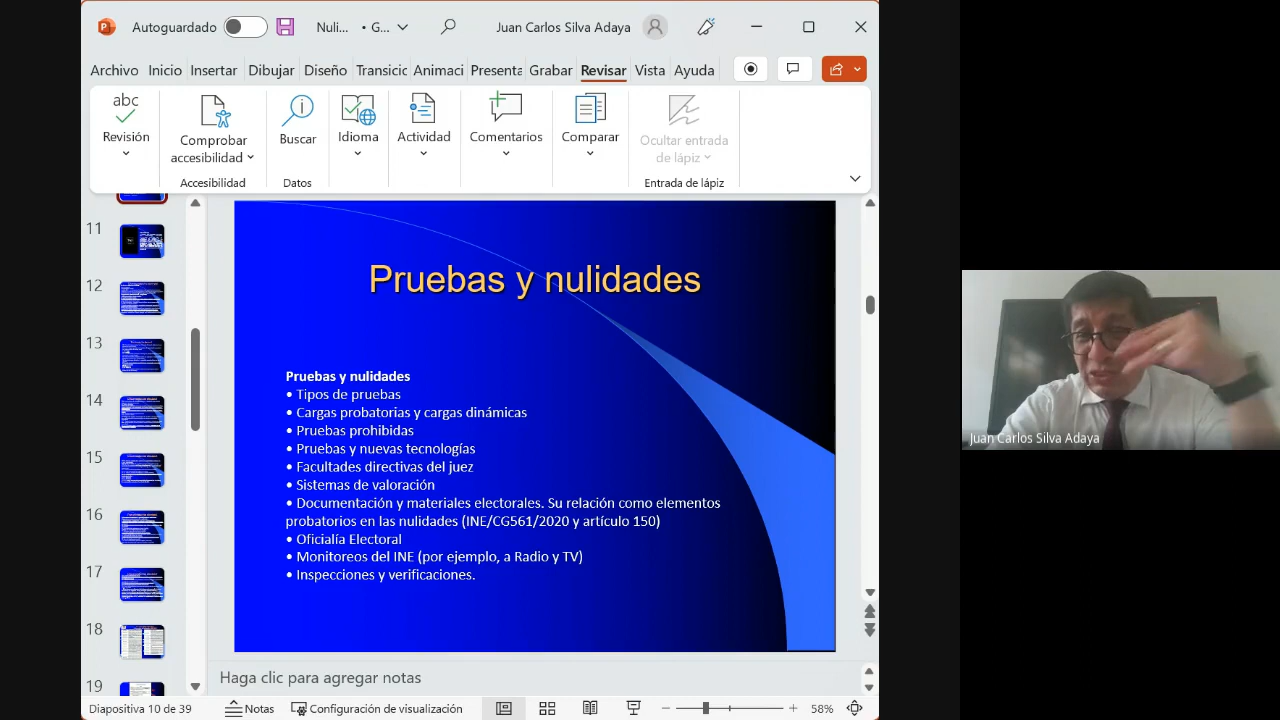 Autoguardado
Nuli... • G...
Juan Carlos Silva Adaya
Archivo Inicio Insertar Dibujar Diseño Transicic Animaci Presenta Grabar Revisar Vista Ayuda
abc
Revisión
Comprobar
accesibilidad
Buscar
Idioma
Actividad
Comentarios
Comparar
Ocultar entrada
de lápiz
Accesibilidad
Datos
Entrada de lápiz
11
12
13
14
15
16
17
18
19
Pruebas y nulidades
Pruebas y nulidades
• Tipos de pruebas
• Cargas probatorias y cargas dinámicas
• Pruebas prohibidas
• Pruebas y nuevas tecnologías
• Facultades directivas del juez
• Sistemas de valoración
• Documentación y materiales electorales. Su relación como elementos
probatorios en las nulidades (INE/CG561/2020 y artículo 150)
• Oficialía Electoral
• Monitoreos del INE (por ejemplo, a Radio y TV)
• Inspecciones y verificaciones.
Haga clic para agregar notas
Diapositiva 10 de 39
Notas
Configuración de visualización
58%
Juan Carlos Silva Adaya